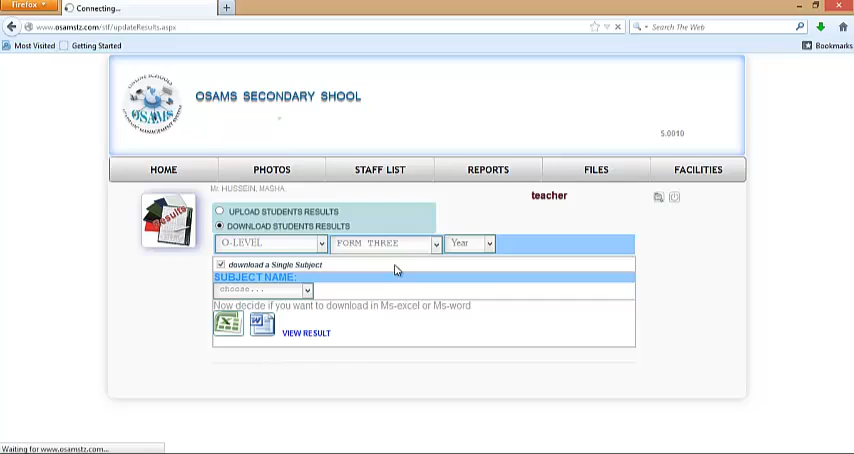 Firefox
Connecting...
www.osamstz.com/stf/updateResults.aspx
Search The Web
Most Visited
Getting Started
Bookmarks
OSAMS
OSAMS SECONDARY SHOOL
S.0010
HOME
PHOTOS
STAFF LIST
REPORTS
FILES
FACILITIES
Results
Mr. HUSSEIN, MASHA.
teacher
UPLOAD STUDENTS RESULTS
DOWNLOAD STUDENTS RESULTS
O-LEVEL
FORM THREE
Year
download a Single Subject
SUBJECT NAME:
choose...
Now decide if you want to download in Ms-excel or Ms-word
VIEW RESULT
Waiting for www.osamstz.com...